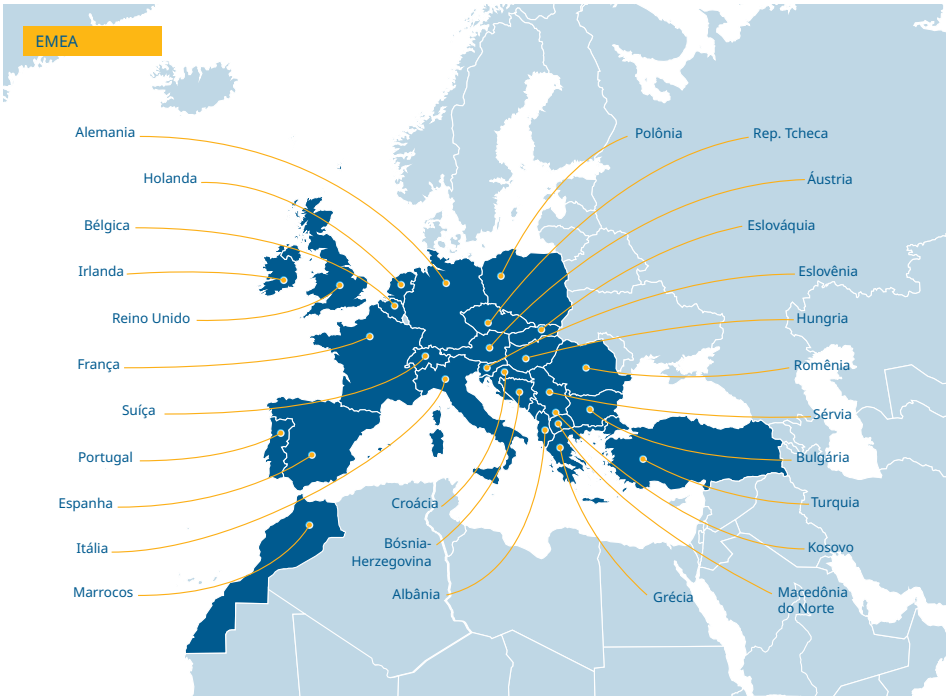 EMEA
Alemania
Holanda
Bélgica
Irlanda
Reino Unido
França
Suíça
Portugal
Espanha
Itália
Marrocos
Croácia
Bósnia-
Herzegovina
Albânia
Polônia
Rep. Tcheca
Áustria
Eslováquia
Eslovênia
Hungria
Romênia
Sérvia
Bulgária
Turquia
Kosovo
Macedônia
do Norte
Grécia